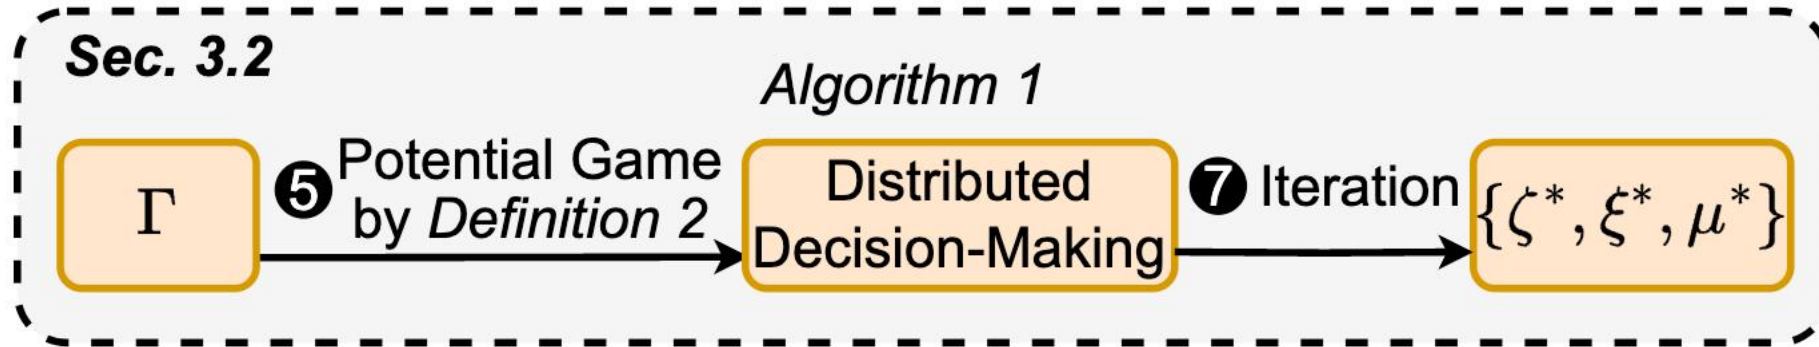 Sec. 3.2
Algorithm 1
Γ
❺ Potential Game
by Definition 2
Distributed
Decision-Making
❼ Iteration
{ζ*, ξ*, μ*}